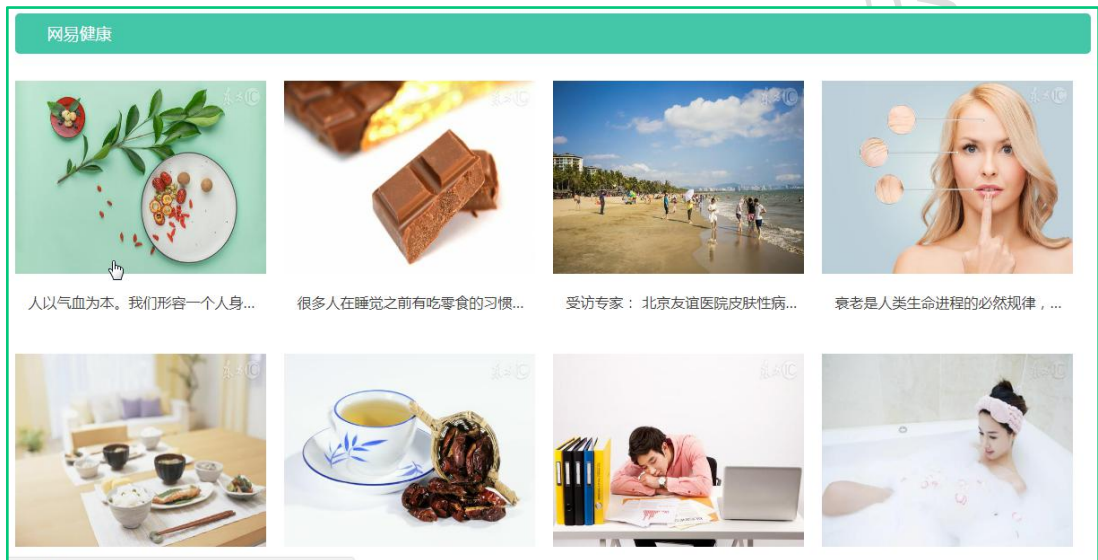 网易健康
人以气血为本。我们形容一个人身...
很多人在睡觉之前有吃零食的习惯...
受访专家： 北京友谊医院皮肤性病...
衰老是人类生命进程的必然规律，...